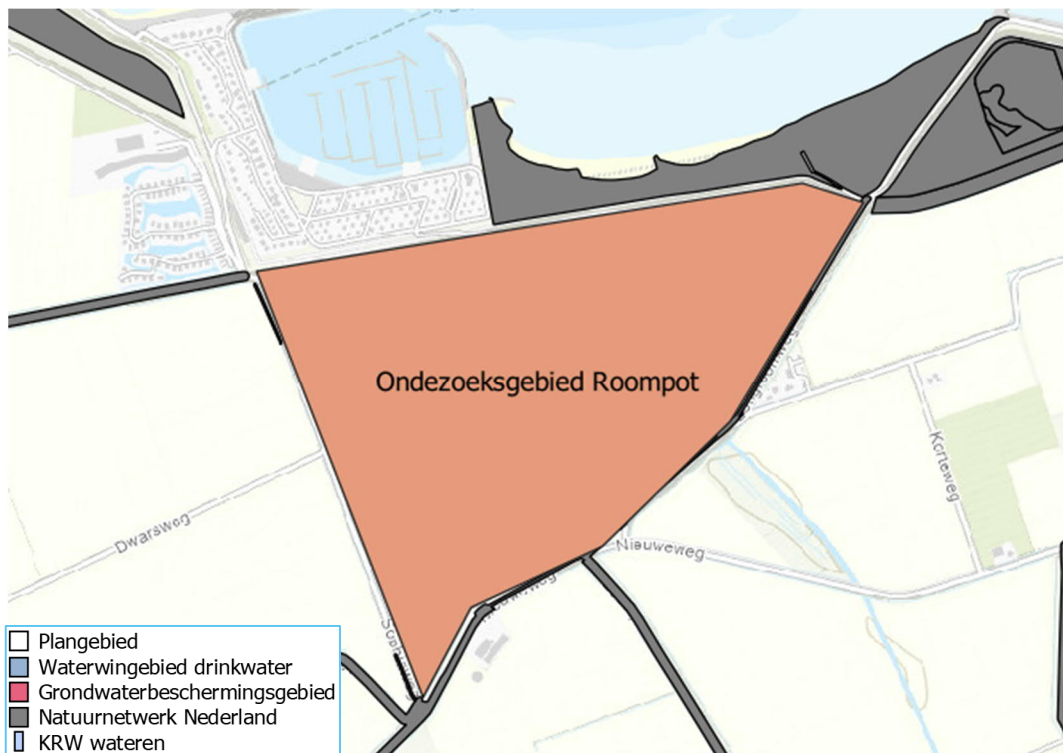 Ondezoeksgebied Roompot
Dwarsweg
Korteweg
Nieuweweg
Plangebied
Waterwingebied drinkwater
Grondwaterbeschermingsgebied
Natuurnetwerk Nederland
KRW wateren